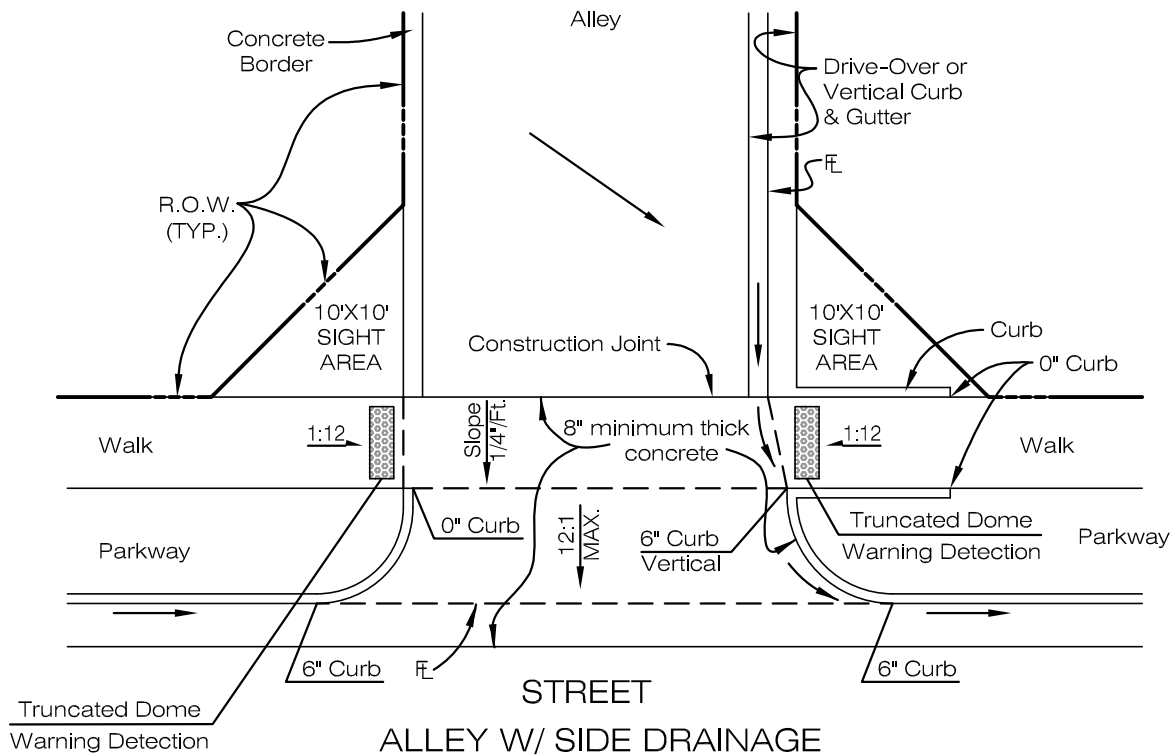 Alley
Concrete
Border
Drive-Over or
Vertical Curb
& Gutter
FL
R.O.W.
(TYP.)
10'X10'
SIGHT
AREA
10'X10'
SIGHT
AREA
Construction Joint
Curb
0" Curb
Walk
1:12
Slope
1/4"/Ft.
8" minimum thick
concrete
1:12
Walk
0" Curb
12:1
MAX.
6" Curb
Vertical
Truncated Dome
Warning Detection
Parkway
Parkway
6" Curb
FL
6" Curb
STREET
Truncated Dome
Warning Detection
ALLEY W/ SIDE DRAINAGE